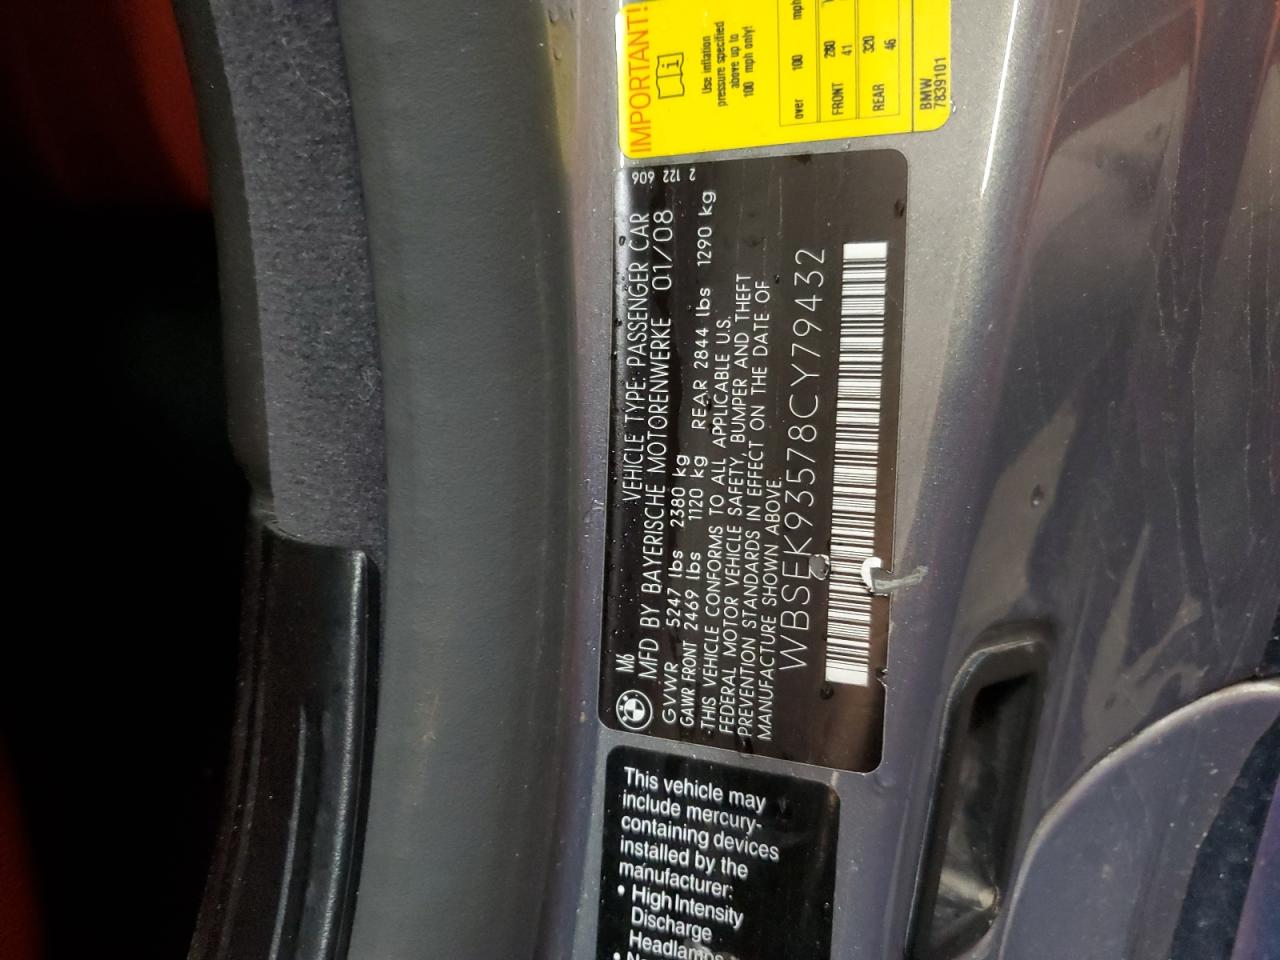 IMPORTANT!
Use inflation
pressure specified
above up to
100 mph only!
over 100 mph
FRONT 280
41
REAR 320
46
BMW
7839101
2 122 606
M6 VEHICLE TYPE: PASSENGER CAR
MFD BY BAYERISCHE MOTORENWERKE 01/08
GVWR 5247 lbs 2380 kg
GAWR FRONT 2469 lbs 1120 kg REAR 2844 lbs 1290 kg
THIS VEHICLE CONFORMS TO ALL APPLICABLE U.S.
FEDERAL MOTOR VEHICLE SAFETY, BUMPER AND THEFT
PREVENTION STANDARDS IN EFFECT ON THE DATE OF
MANUFACTURE SHOWN ABOVE.
WBSEK93578CY79432
This vehicle may
include mercury-
containing devices
installed by the
manufacturer:
• High Intensity
Discharge
Headlamps